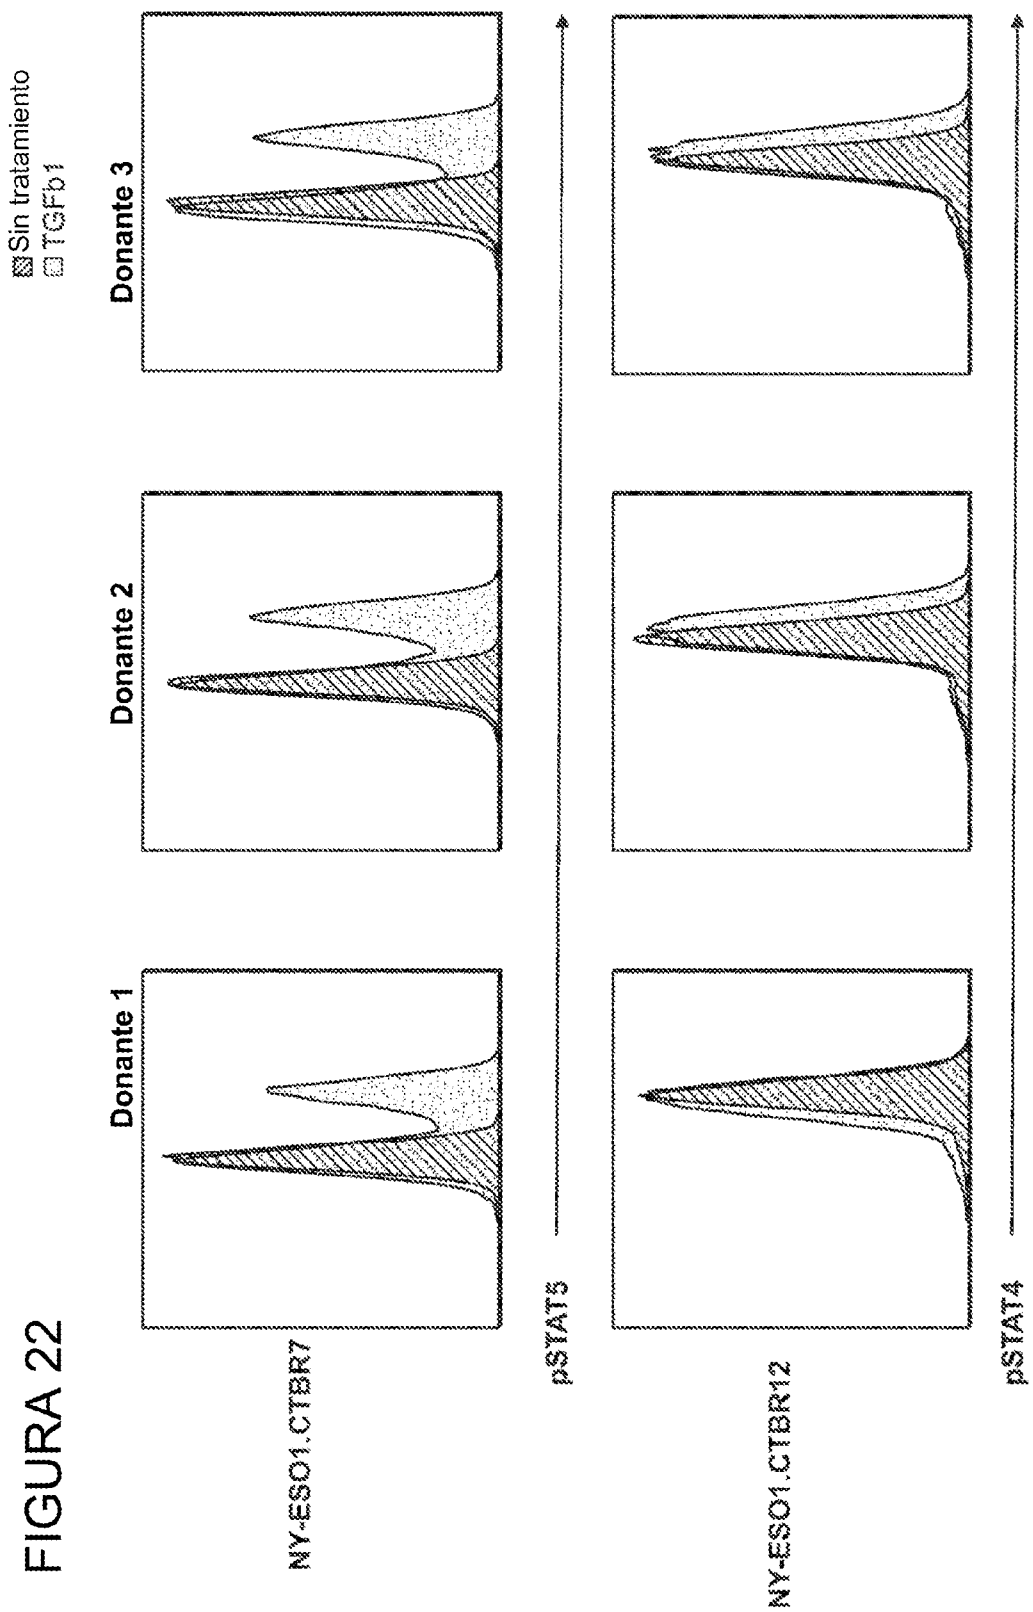 FIGURA 22
Sin tratamiento
TGFb1
Donante 1
Donante 2
Donante 3
NY-ESO1.CTBR7
pSTAT5
NY-ESO1.CTBR12
pSTAT4